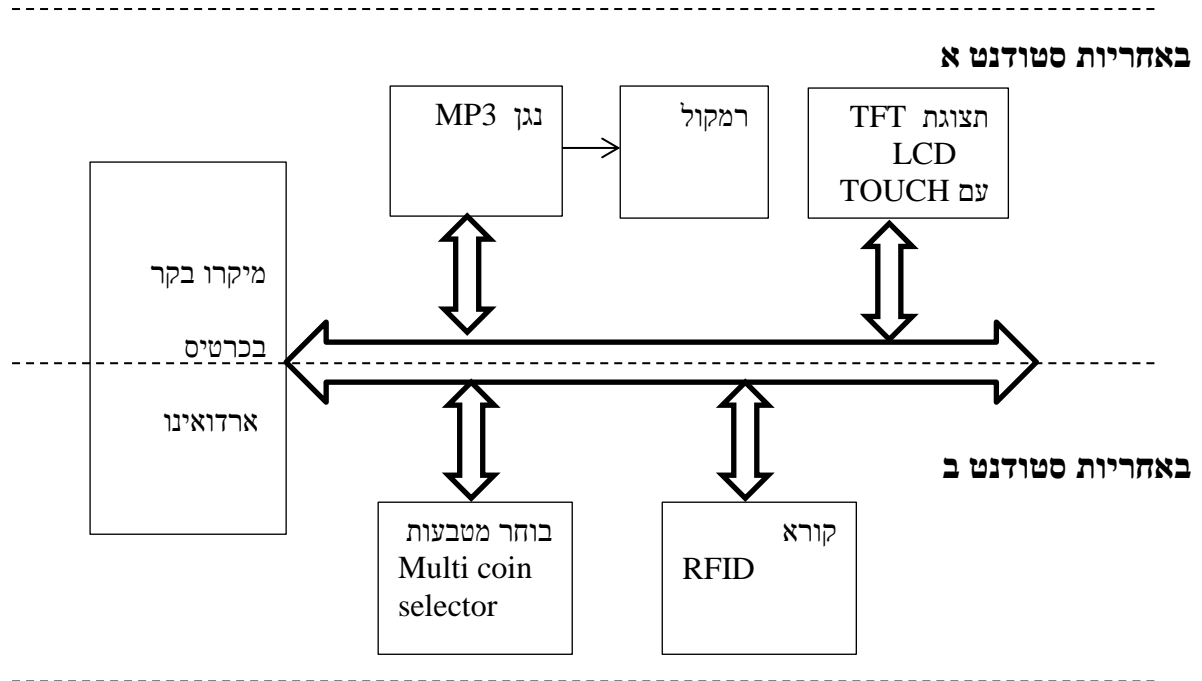 באחריות סטודנט א
נגן MP3
רמקול
תצוגת TFT
LCD
עם TOUCH
מיקרו בקר
בכרטיס
ארדואינו
באחריות סטודנט ב
בוחר מטבעות
Multi coin
selector
קורא
RFID